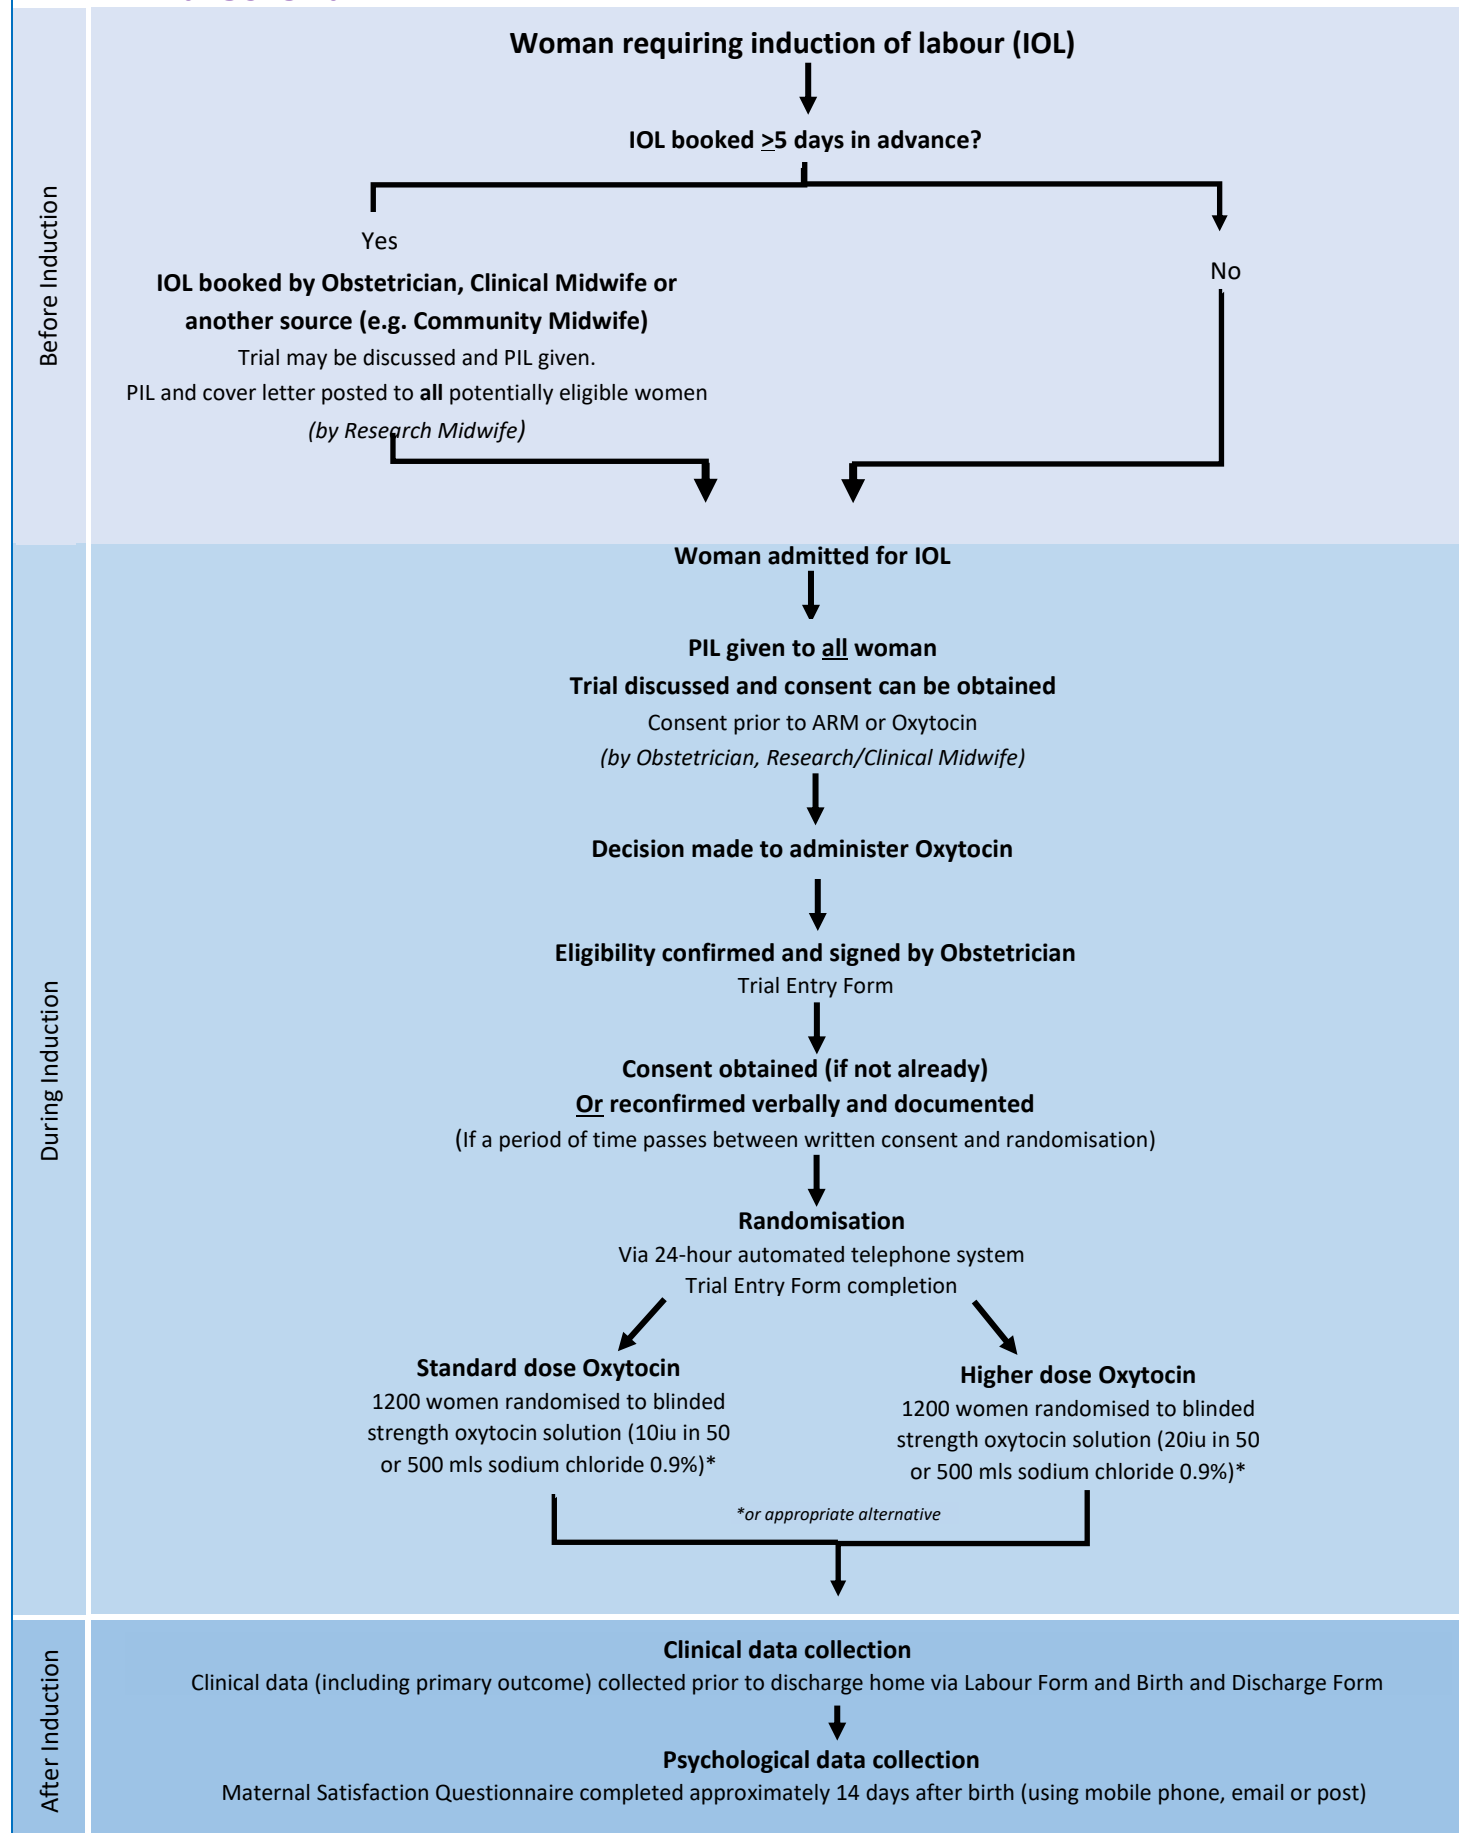 Woman requiring induction of labour (IOL)
IOL booked ≥5 days in advance?
Before Induction
Yes
No
IOL booked by Obstetrician, Clinical Midwife or
another source (e.g. Community Midwife)
Trial may be discussed and PIL given.
PIL and cover letter posted to all potentially eligible women
(by Research Midwife)
Woman admitted for IOL
During Induction
PIL given to all woman
Trial discussed and consent can be obtained
Consent prior to ARM or Oxytocin
(by Obstetrician, Research/Clinical Midwife)
Decision made to administer Oxytocin
Eligibility confirmed and signed by Obstetrician
Trial Entry Form
Consent obtained (if not already)
Or reconfirmed verbally and documented
(If a period of time passes between written consent and randomisation)
Randomisation
Via 24-hour automated telephone system
Trial Entry Form completion
Standard dose Oxytocin
1200 women randomised to blinded
strength oxytocin solution (10iu in 50
or 500 mls sodium chloride 0.9%)*
Higher dose Oxytocin
1200 women randomised to blinded
strength oxytocin solution (20iu in 50
or 500 mls sodium chloride 0.9%)*
*or appropriate alternative
After Induction
Clinical data collection
Clinical data (including primary outcome) collected prior to discharge home via Labour Form and Birth and Discharge Form
Psychological data collection
Maternal Satisfaction Questionnaire completed approximately 14 days after birth (using mobile phone, email or post)